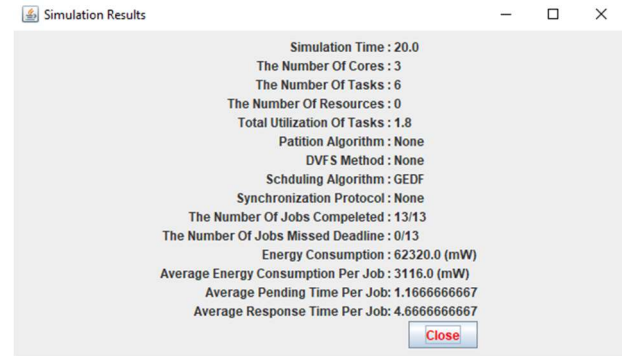 Simulation Results
Simulation Time : 20.0
The Number Of Cores : 3
The Number Of Tasks : 6
The Number Of Resources : 0
Total Utilization Of Tasks : 1.8
Patition Algorithm : None
DVFS Method : None
Schduling Algorithm : GEDF
Synchronization Protocol : None
The Number Of Jobs Compeleted : 13/13
The Number Of Jobs Missed Deadline : 0/13
Energy Consumption : 62320.0 (mW)
Average Energy Consumption Per Job : 3116.0 (mW)
Average Pending Time Per Job: 1.1666666667
Average Response Time Per Job: 4.6666666667
Close